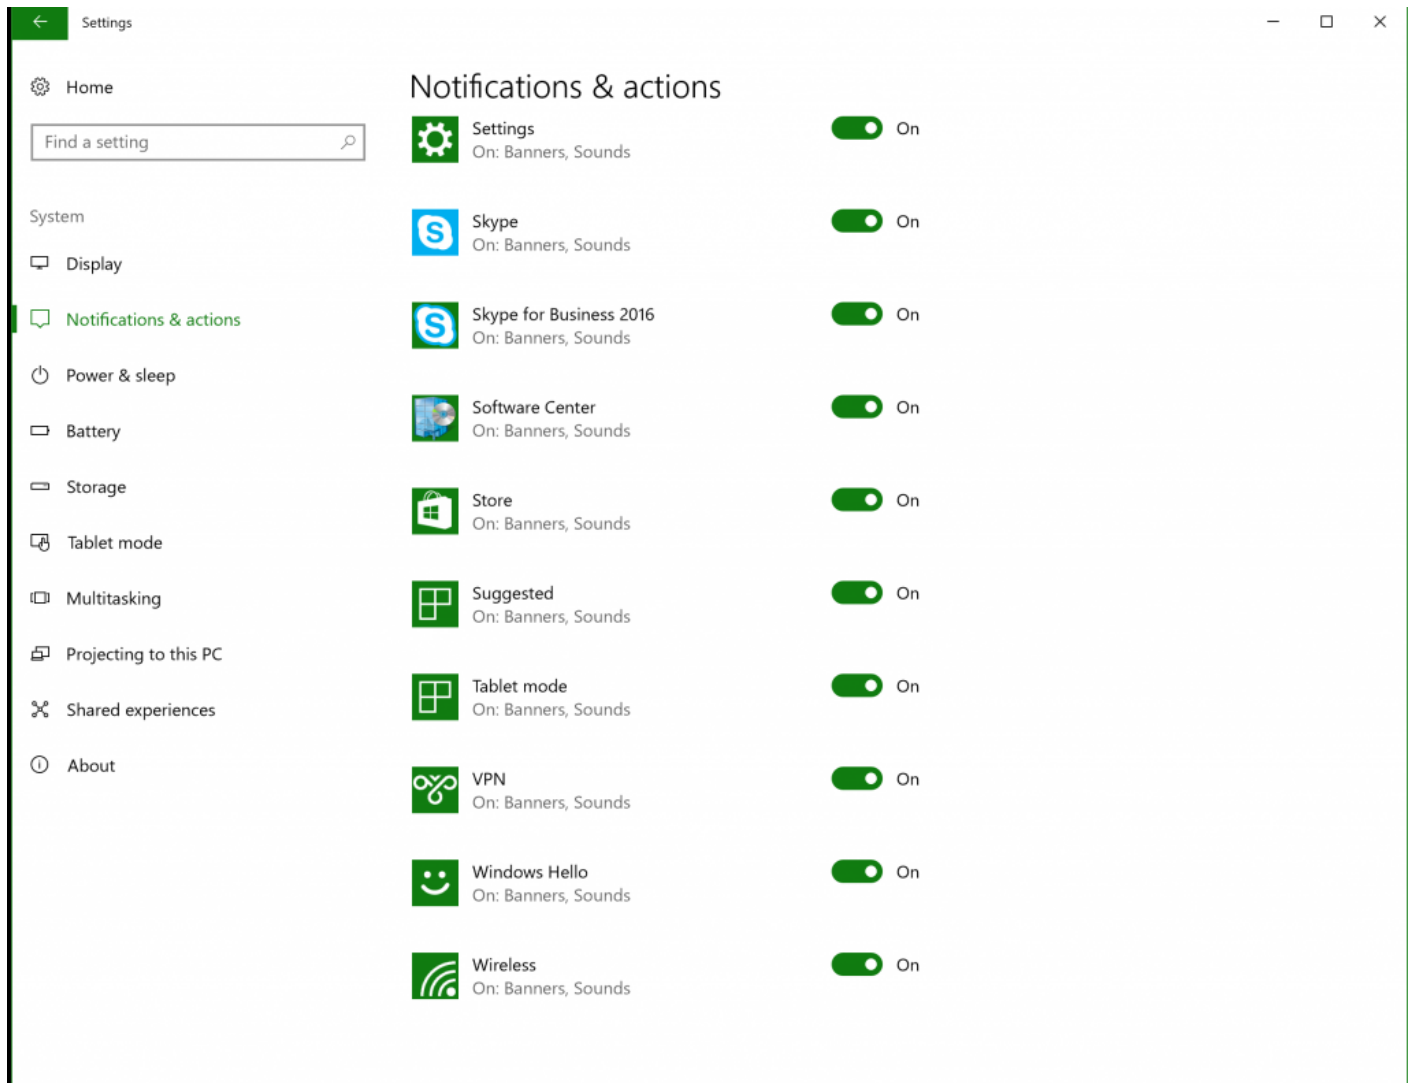 Settings
Home
Find a setting
System
Display
Notifications & actions
Power & sleep
Battery
Storage
Tablet mode
Multitasking
Projecting to this PC
Shared experiences
About
Notifications & actions
Settings On
On: Banners, Sounds
Skype On
On: Banners, Sounds
Skype for Business 2016 On
On: Banners, Sounds
Software Center On
On: Banners, Sounds
Store On
On: Banners, Sounds
Suggested On
On: Banners, Sounds
Tablet mode On
On: Banners, Sounds
VPN On
On: Banners, Sounds
Windows Hello On
On: Banners, Sounds
Wireless On
On: Banners, Sounds